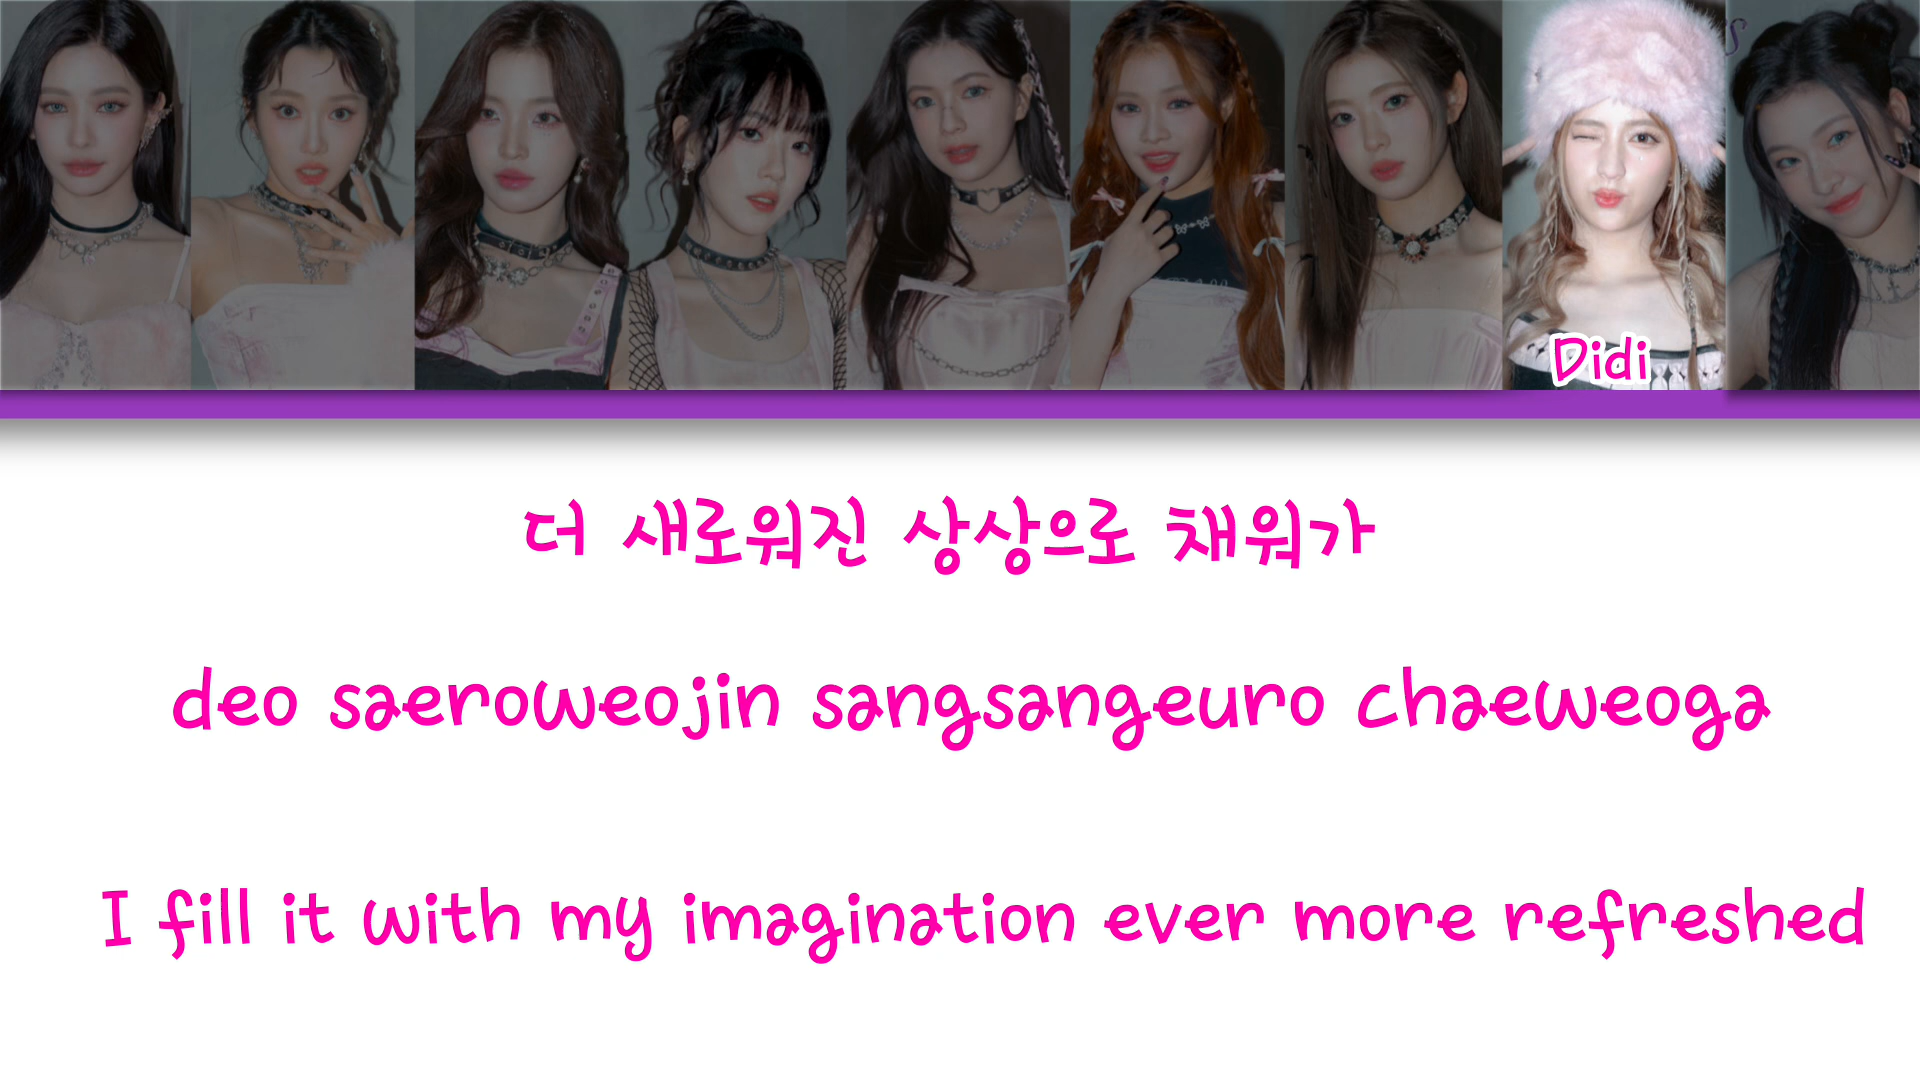 Didi
더 새로워진 상상으로 채워가
deo saeroweojin sangsangeuro chaeweoga
I fill it with my imagination ever more refreshed